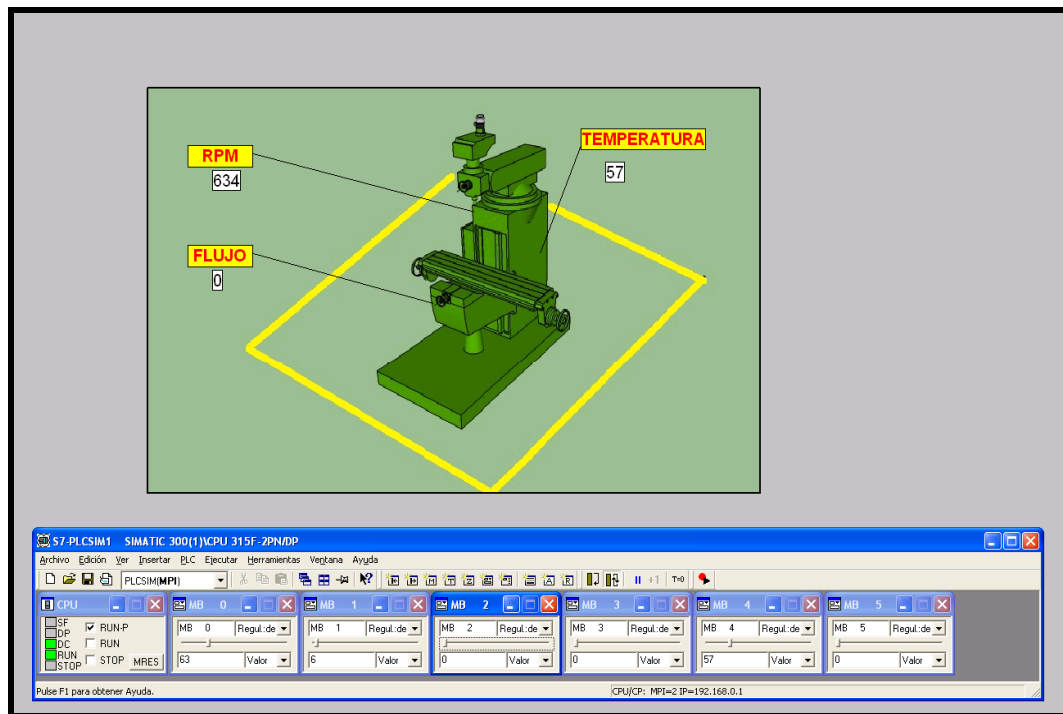 TEMPERATURA
RPM
57
634
FLUJO
0
S7-PLCSIM1 SIMATIC 300(1)\CPU 315F-2PN/DP
Archivo Edición Ver Insertar PLC Ejecutar Herramientas Ventana Ayuda
PLCSIM(MPI) +1 T=0
CPU MB 0 MB 1 MB 2 MB 3 MB 4 MB 5
SF
DP
DC
RUN
STOP
RUN-P
RUN
STOP MRES
MB 0 Regul.:de MB 1 Regul.:de MB 2 Regul.:de MB 3 Regul.:de MB 4 Regul.:de MB 5 Regul.:de
63 Valor 6 Valor 0 Valor 0 Valor 57 Valor 0 Valor
Pulse F1 para obtener Ayuda. CPU/CP: MPI=2 IP=192.168.0.1